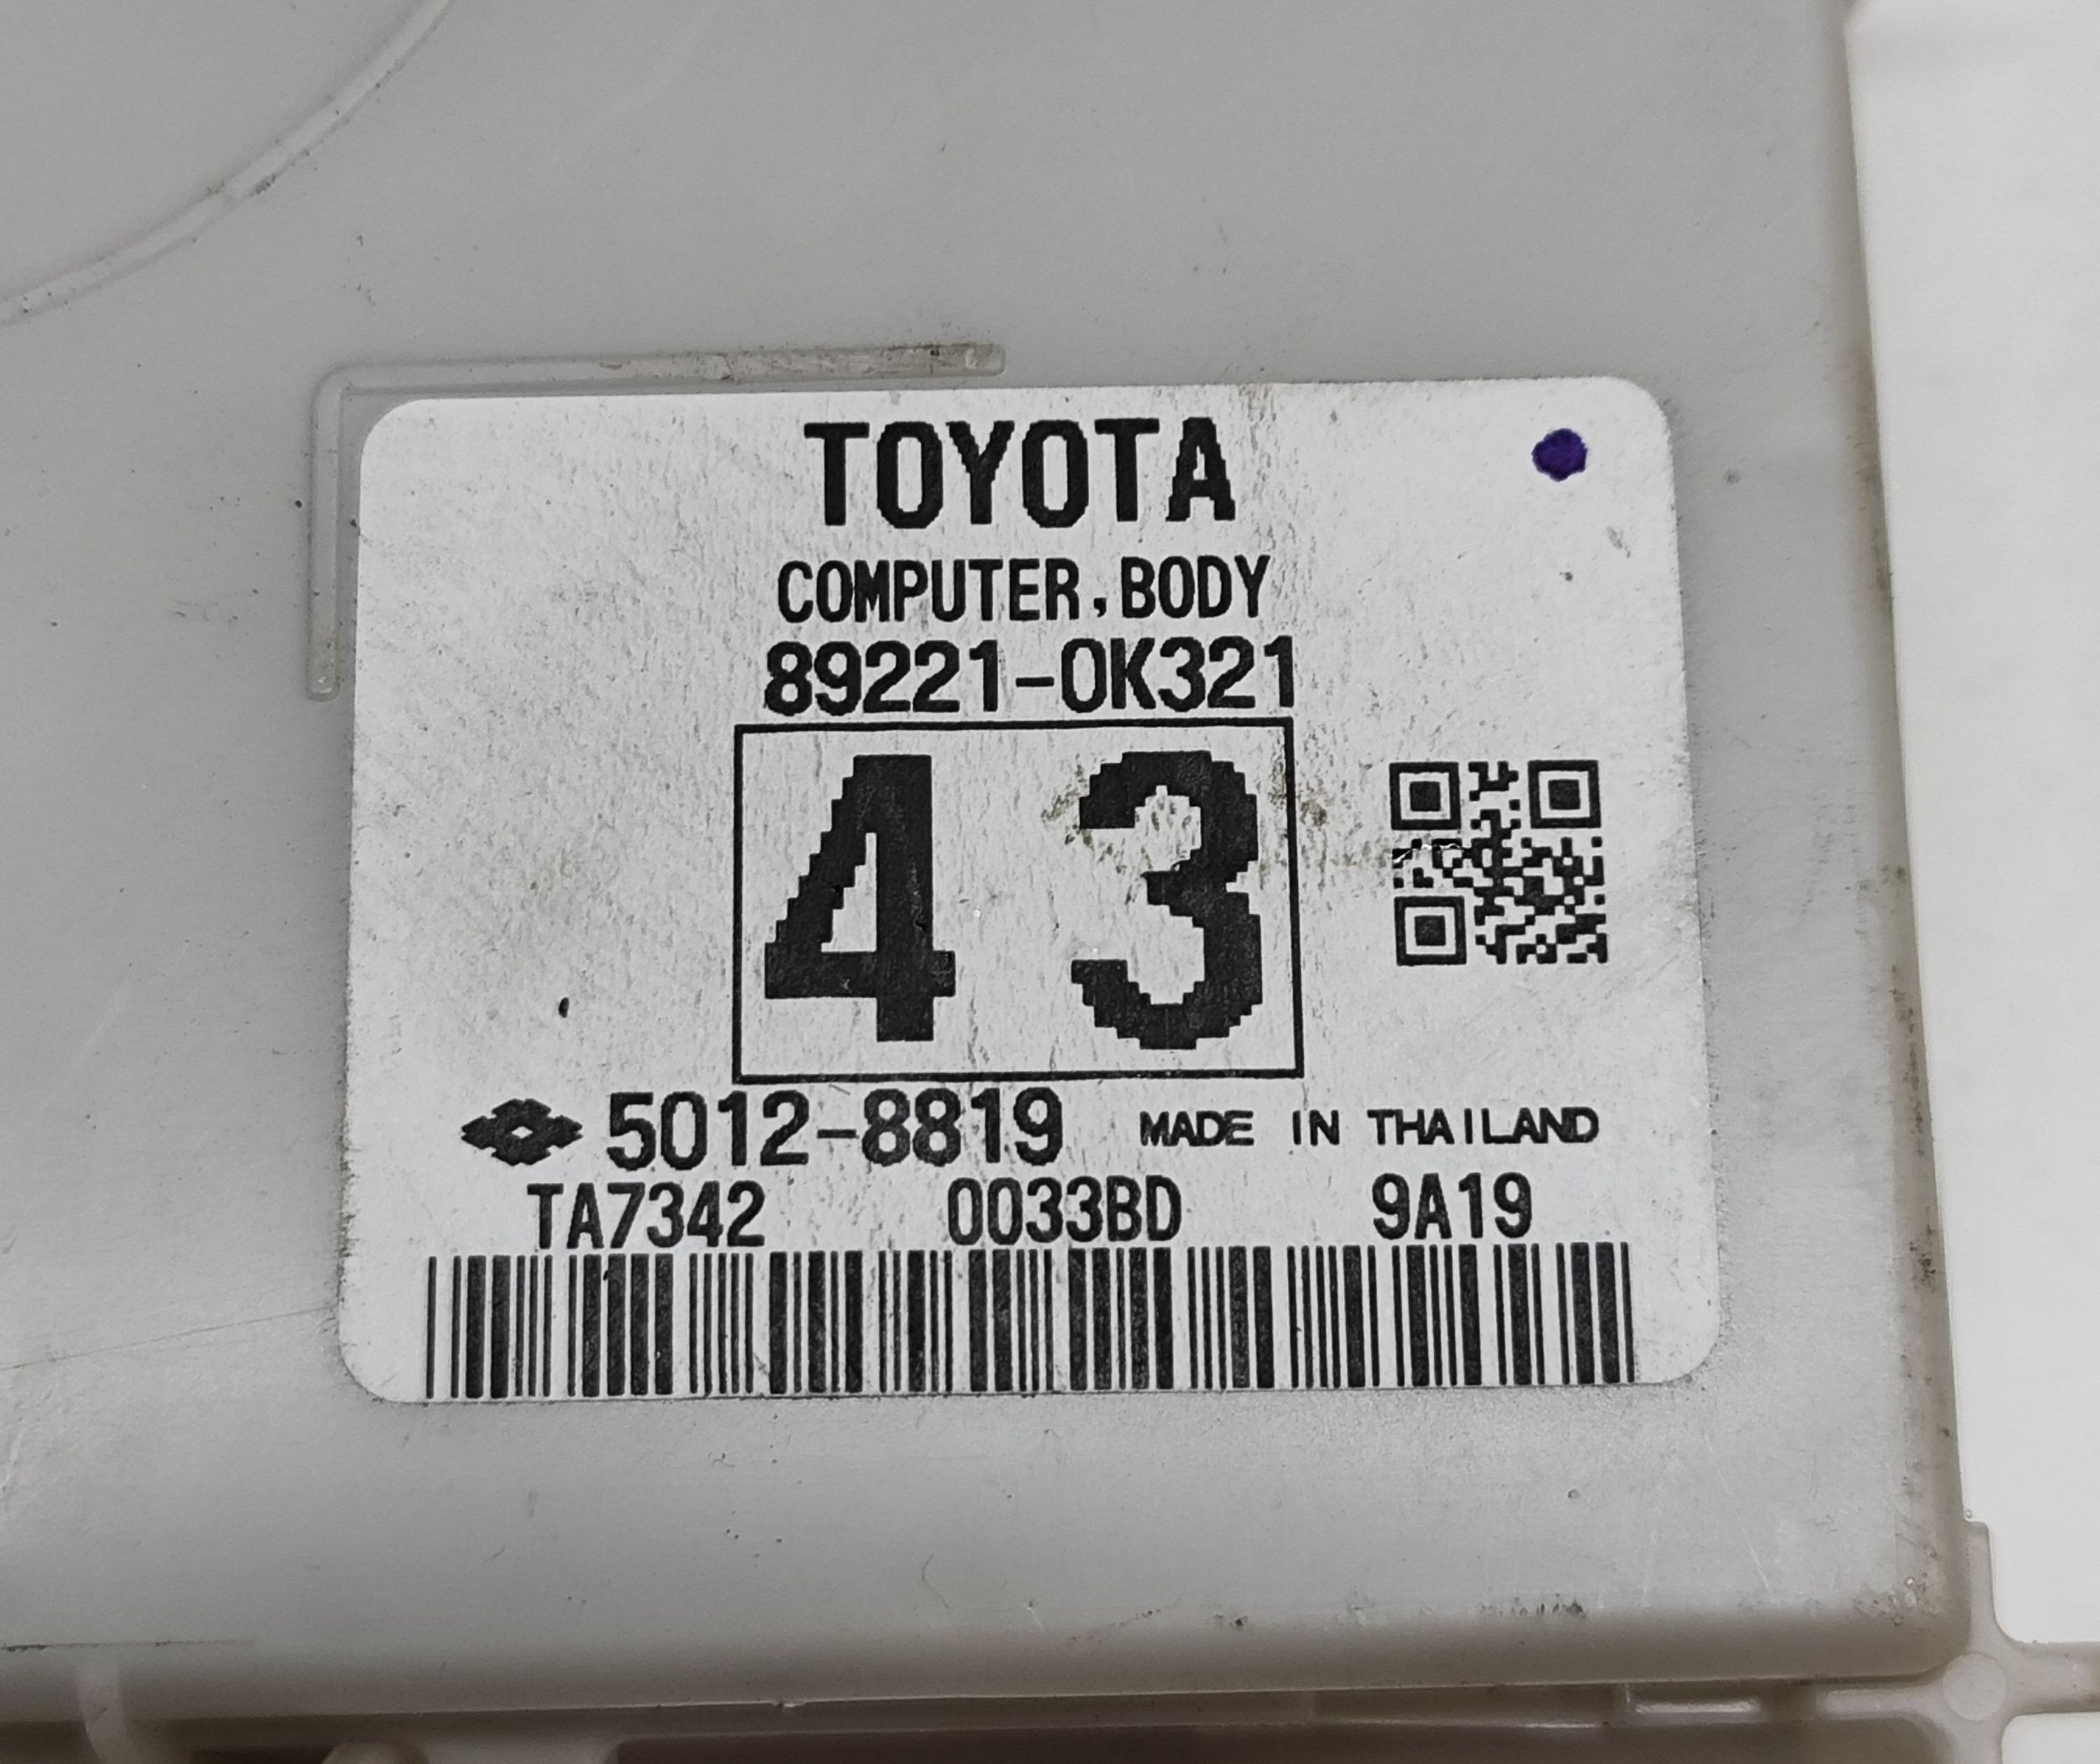 TOYOTA
COMPUTER,BODY
89221-0K321
43
5012-8819 MADE IN THAILAND
TA7342 0033BD 9A19